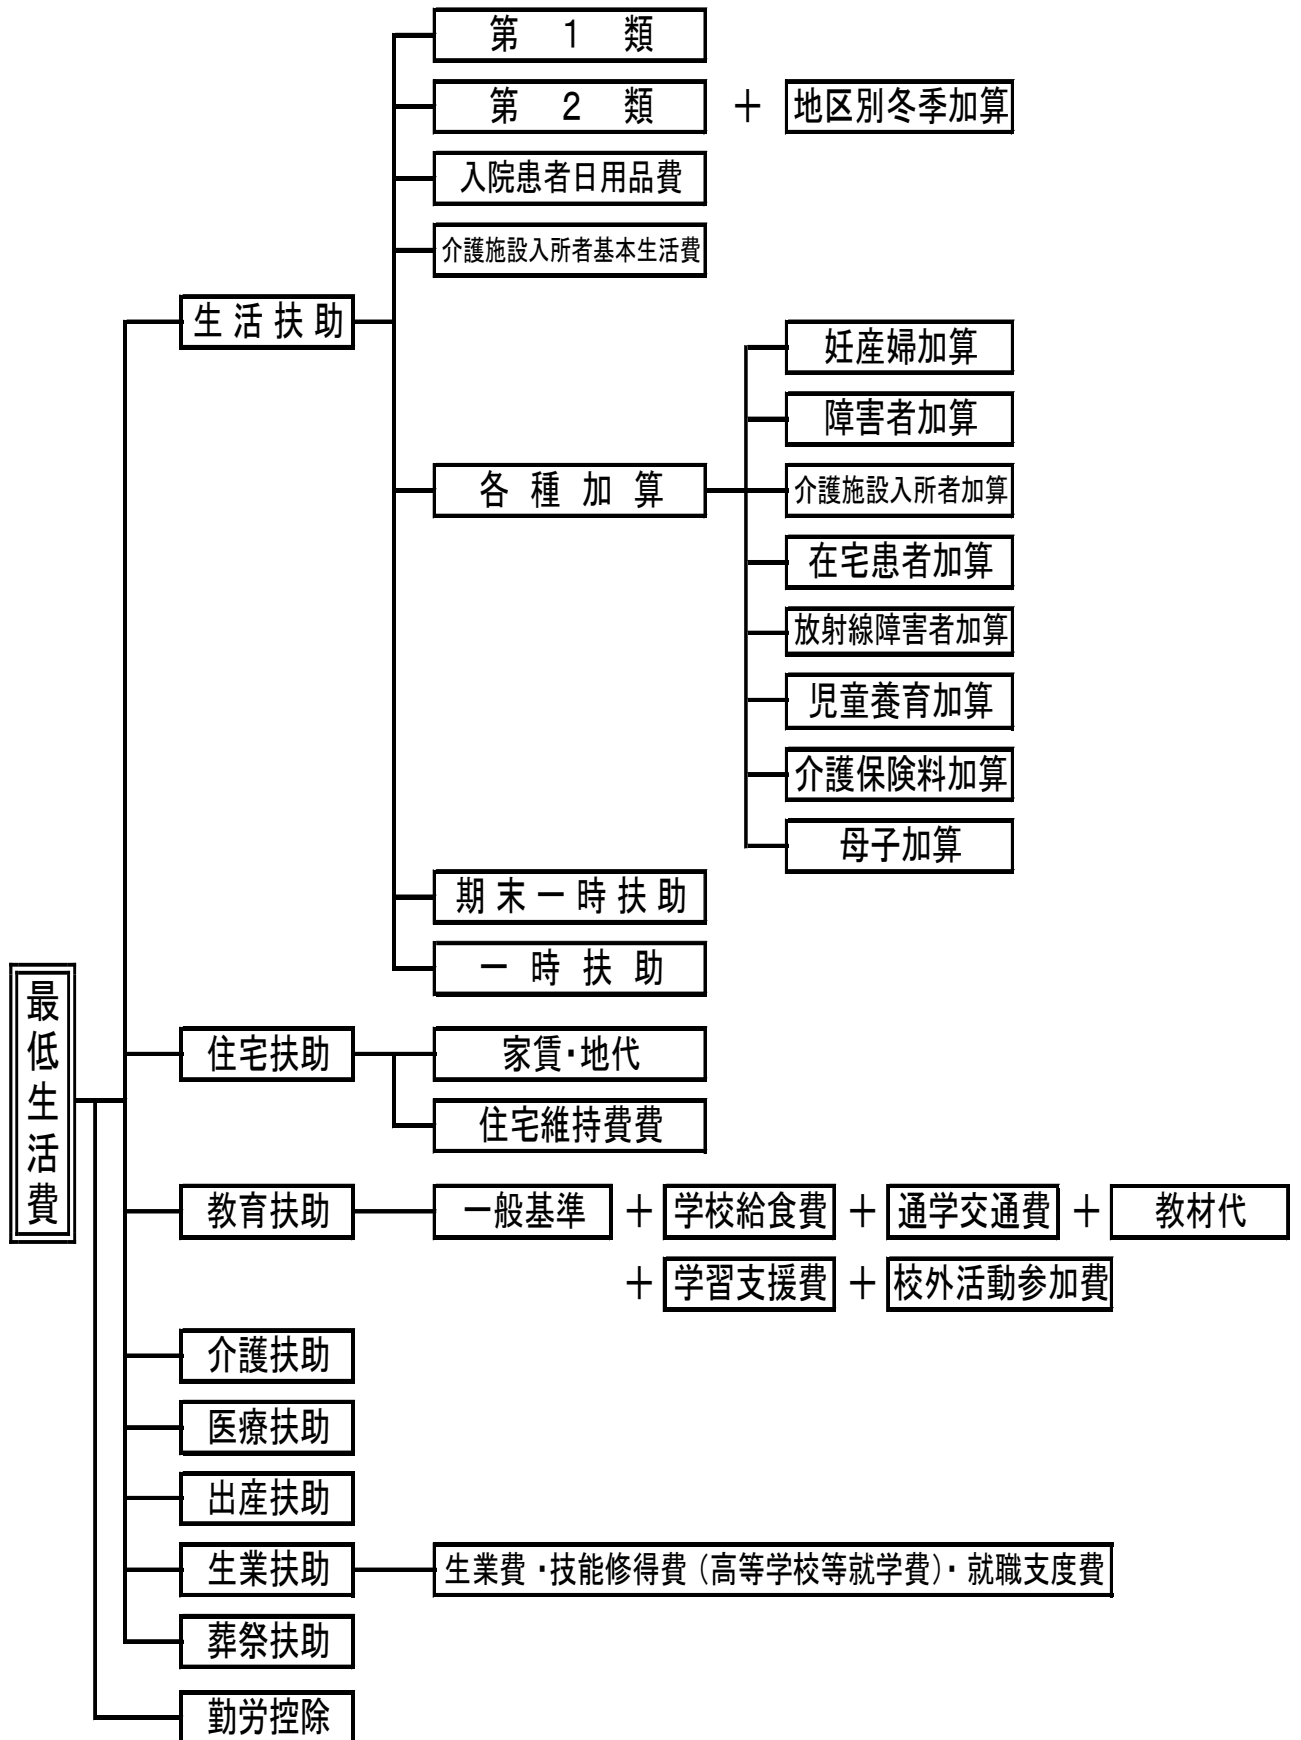 第1類
第2類 ＋ 地区別冬季加算
入院患者日用品費
介護施設入所者基本生活費
生活扶助
妊産婦加算
障害者加算
各種加算
介護施設入所者加算
在宅患者加算
放射線障害者加算
児童養育加算
介護保険料加算
母子加算
期末一時扶助
一時扶助
最低生活費
住宅扶助
家賃・地代
住宅維持費費
教育扶助
一般基準 ＋ 学校給食費 ＋ 通学交通費 ＋ 教材代
＋ 学習支援費 ＋ 校外活動参加費
介護扶助
医療扶助
出産扶助
生業扶助
生業費・技能修得費（高等学校等就学費）・就職支度費
葬祭扶助
勤労控除